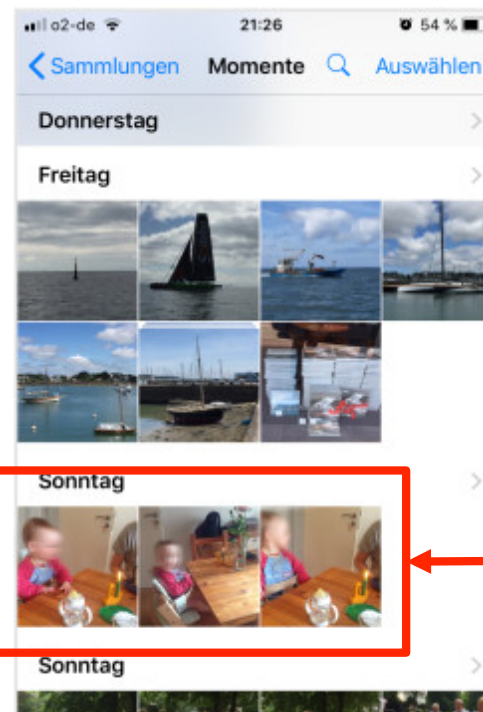 o2-de 21:26 54 %
Sammlungen Momente Auswählen
Donnerstag
Freitag
Sonntag
Sonntag